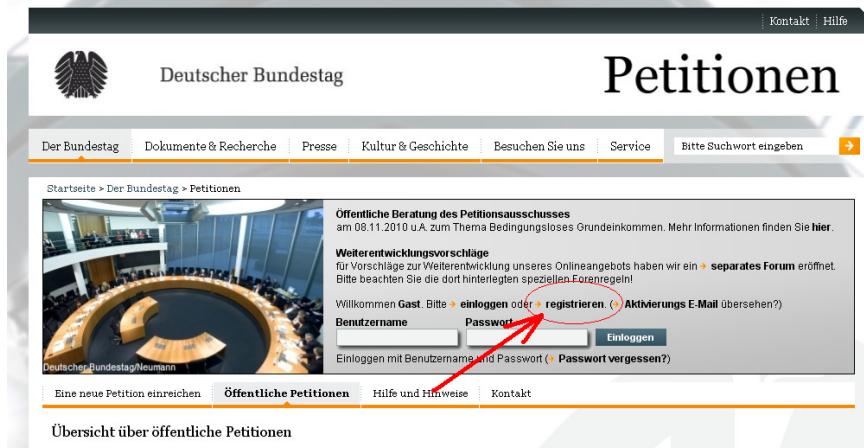 Kontakt Hilfe
Deutscher Bundestag
Petitionen
Der Bundestag Dokumente & Recherche Presse Kultur & Geschichte Besuchen Sie uns Service Bitte Suchwort eingeben
Startseite > Der Bundestag > Petitionen
Öffentliche Beratung des Petitionsausschusses
am 08.11.2010 u.A. zum Thema Bedingungsloses Grundeinkommen. Mehr Informationen finden Sie hier.
Weiterentwicklungsvorschläge
für Vorschläge zur Weiterentwicklung unseres Onlineangebots haben wir ein separates Forum eröffnet.
Bitte beachten Sie die dort hinterlegten speziellen Forenregeln!
Willkommen Gast. Bitte einloggen oder registrieren. ( Aktivierungs E-Mail übersehen?)
Benutzername Passwort
Einloggen
Einloggen mit Benutzername und Passwort ( Passwort vergessen?)
Deutscher Bundestag/Neumann
Eine neue Petition einreichen Öffentliche Petitionen Hilfe und Hinweise Kontakt
Übersicht über öffentliche Petitionen